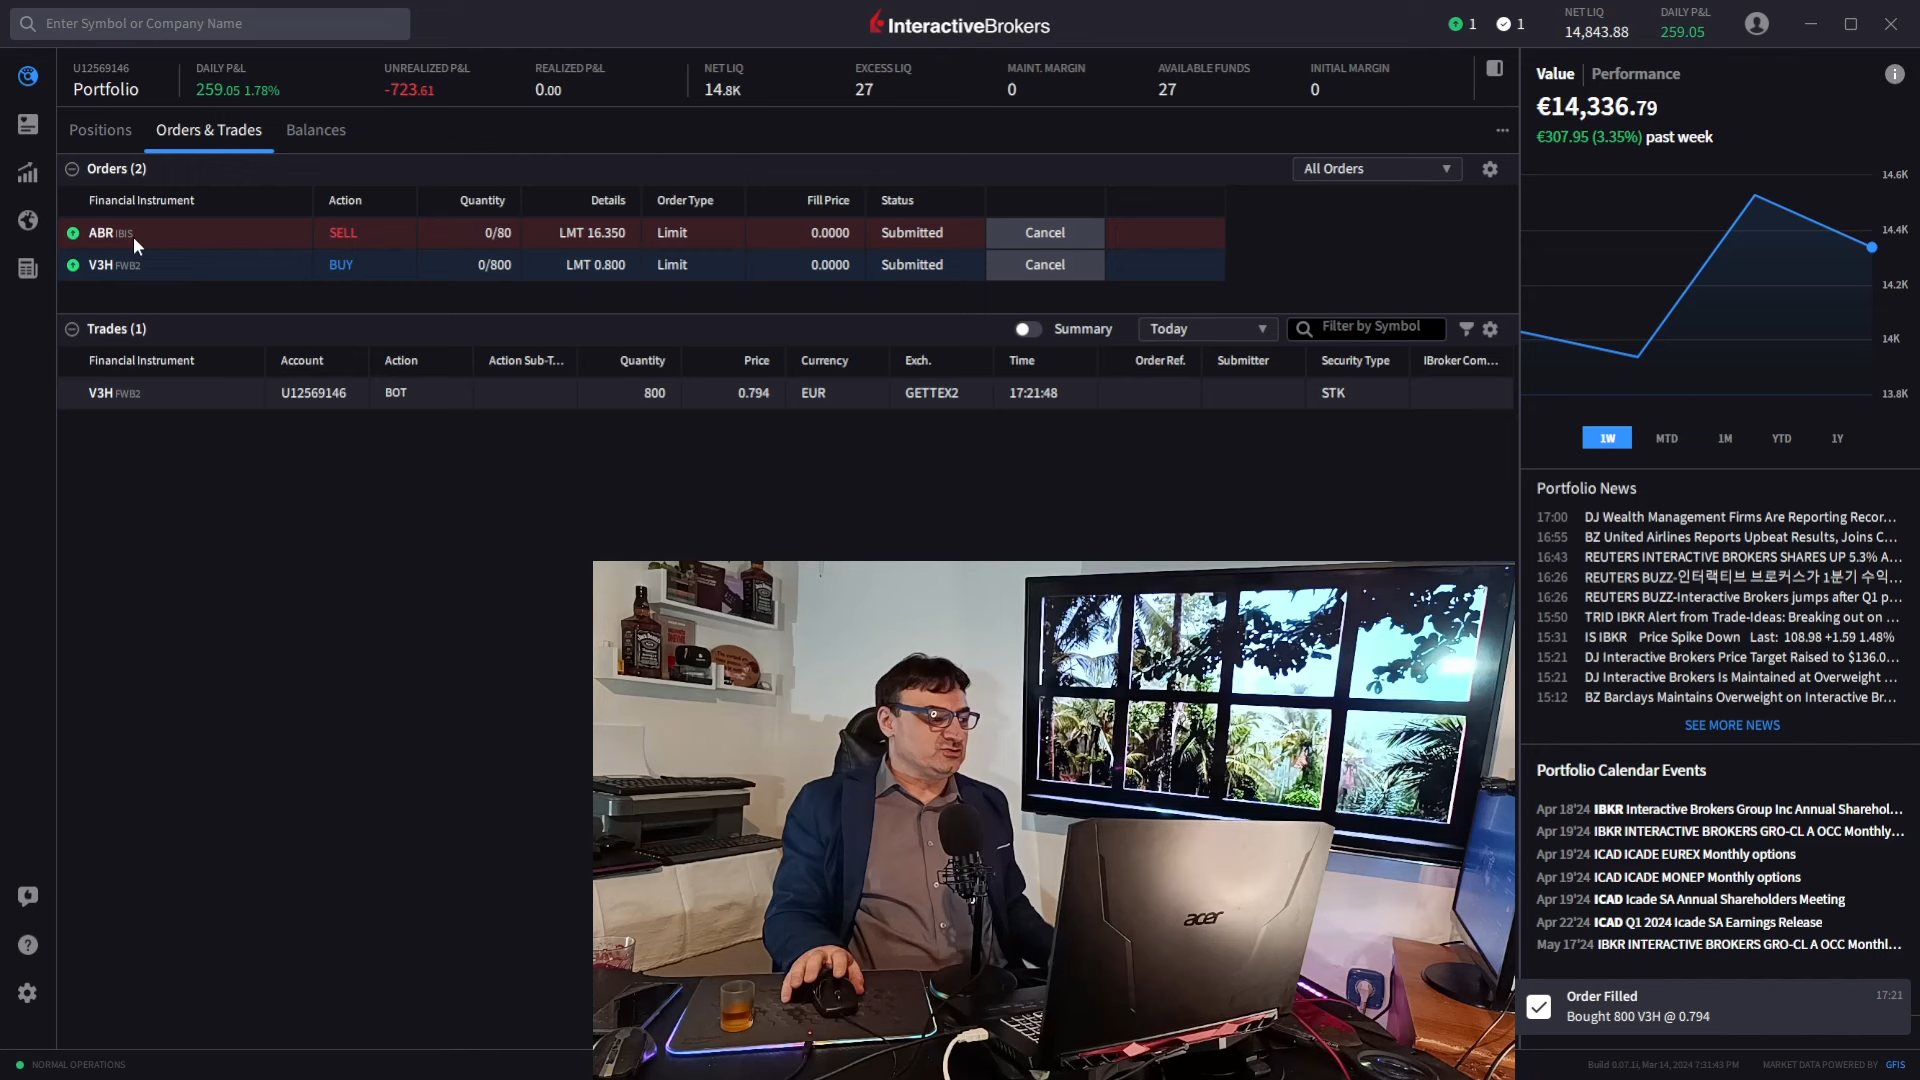 Enter Symbol or Company Name
InteractiveBrokers
1
1
NET LIQ
14,843.88
DAILY P&L
259.05
U12569146
Portfolio
DAILY P&L
259.05 1.78%
UNREALIZED P&L
-723.61
REALIZED P&L
0.00
NET LIQ
14.8K
EXCESS LIQ
27
MAINT. MARGIN
0
AVAILABLE FUNDS
27
INITIAL MARGIN
0
Positions
Orders & Trades
Balances
Orders (2)
All Orders
Financial Instrument Action Quantity Details Order Type Fill Price Status
ABR IBIS SELL 0/80 LMT 16.350 Limit 0.0000 Submitted Cancel
V3H FWB2 BUY 0/800 LMT 0.800 Limit 0.0000 Submitted Cancel
Trades (1)
Summary
Today
Filter by Symbol
Financial Instrument Account Action Action Sub-T... Quantity Price Currency Exch. Time Order Ref. Submitter Security Type IBroker Com...
V3H FWB2 U12569146 BOT 800 0.794 EUR GETTEX2 17:21:48 STK
acer
Value Performance
€14,336.79
€307.95 (3.35%) past week
14.6K
14.4K
14.2K
14K
13.8K
1W MTD 1M YTD 1Y
Portfolio News
17:00 DJ Wealth Management Firms Are Reporting Recor...
16:55 BZ United Airlines Reports Upbeat Results, Joins C...
16:43 REUTERS INTERACTIVE BROKERS SHARES UP 5.3% A...
16:26 REUTERS BUZZ-인터랙티브 브로커스가 1분기 수익...
16:26 REUTERS BUZZ-Interactive Brokers jumps after Q1 p...
15:50 TRID IBKR Alert from Trade-Ideas: Breaking out on ...
15:31 IS IBKR Price Spike Down Last: 108.98 +1.59 1.48%
15:21 DJ Interactive Brokers Price Target Raised to $136.0...
15:21 DJ Interactive Brokers Is Maintained at Overweight ...
15:12 BZ Barclays Maintains Overweight on Interactive Br...
SEE MORE NEWS
Portfolio Calendar Events
Apr 18'24 IBKR Interactive Brokers Group Inc Annual Sharehol...
Apr 19'24 IBKR INTERACTIVE BROKERS GRO-CL A OCC Monthly...
Apr 19'24 ICAD ICADE EUREX Monthly options
Apr 19'24 ICAD ICADE MONEP Monthly options
Apr 19'24 ICAD Icade SA Annual Shareholders Meeting
Apr 22'24 ICAD Q1 2024 Icade SA Earnings Release
May 17'24 IBKR INTERACTIVE BROKERS GRO-CL A OCC Monthl...
Order Filled 17:21
Bought 800 V3H @ 0.794
NORMAL OPERATIONS
Build 0.07.1i, Mar 14, 2024 7:31:43 PM
MARKET DATA POWERED BY GFIS